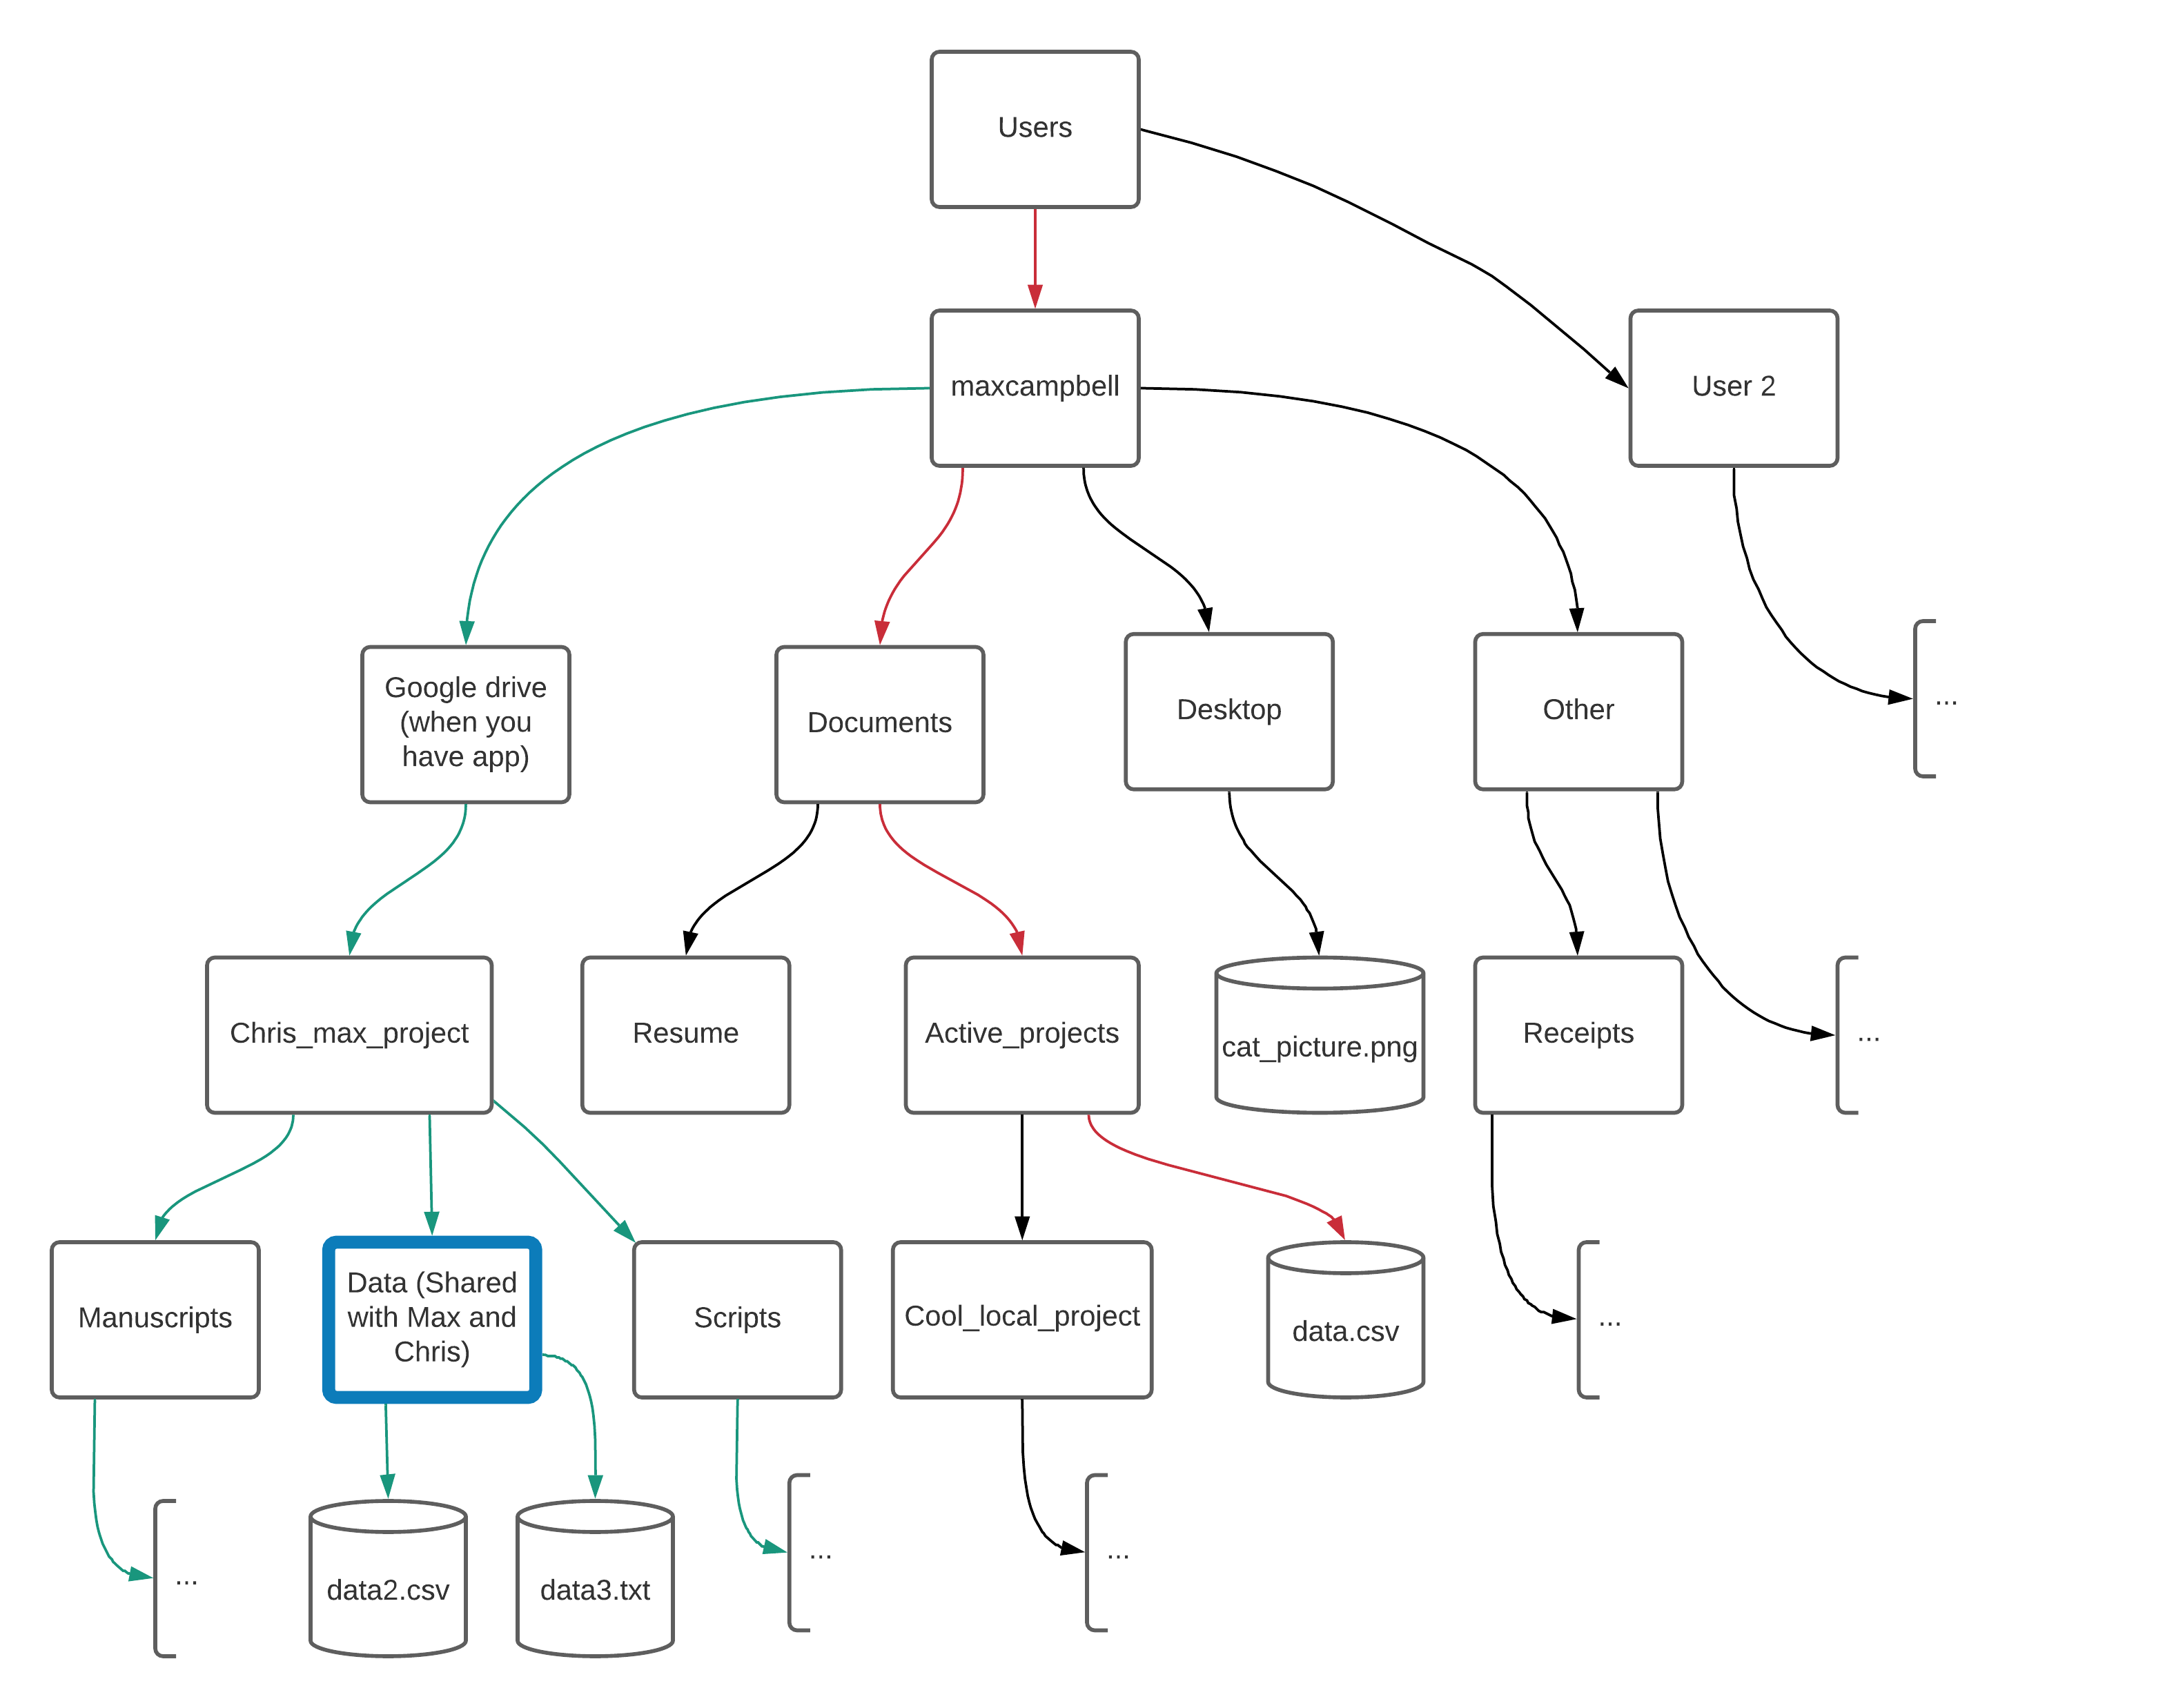 Users
maxcampbell
User 2
Google drive
(when you
have app)
Documents
Desktop
Other
...
Chris_max_project
Resume
Active_projects
cat_picture.png
Receipts
...
Manuscripts
Data (Shared
with Max and
Chris)
Scripts
Cool_local_project
data.csv
...
...
data2.csv
data3.txt
...
...